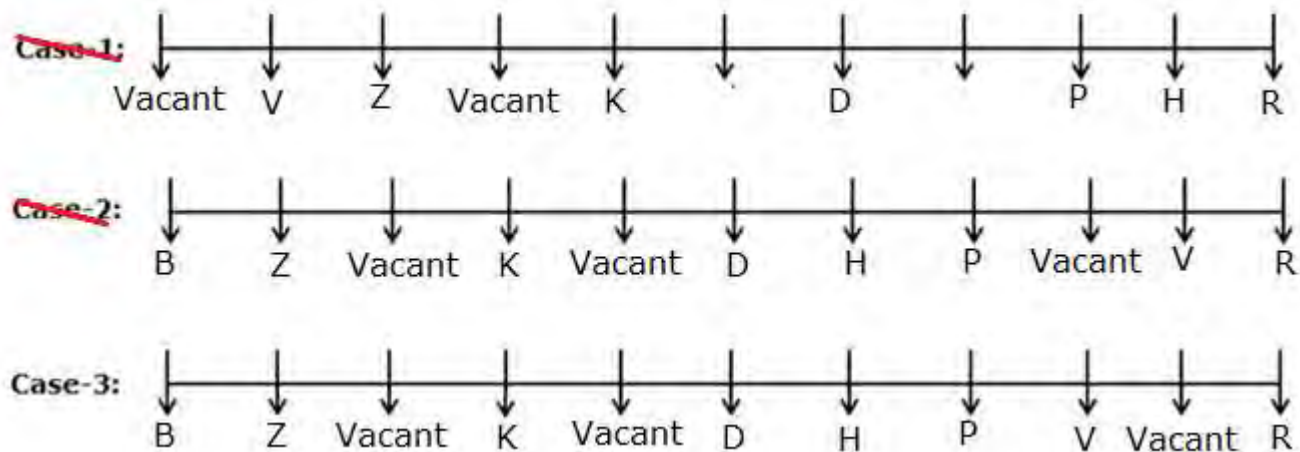 Case-1:
Vacant V Z Vacant K D P H R
Case-2:
B Z Vacant K Vacant D H P Vacant V R
Case-3:
B Z Vacant K Vacant D H P V Vacant R